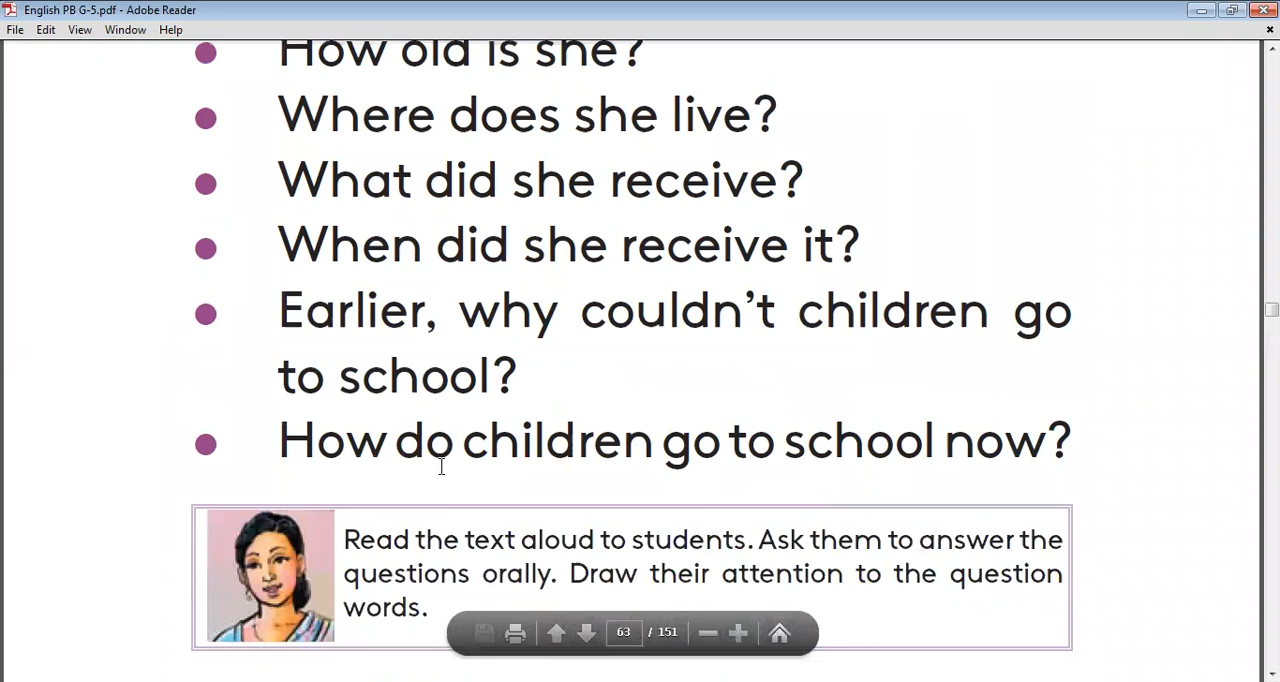 English PB G-5.pdf - Adobe Reader
File Edit View Window Help
How old is she?
Where does she live?
What did she receive?
When did she receive it?
Earlier, why couldn't children go
to school?
How do children go to school now?
Read the text aloud to students. Ask them to answer the
questions orally. Draw their attention to the question
words.
63 / 151